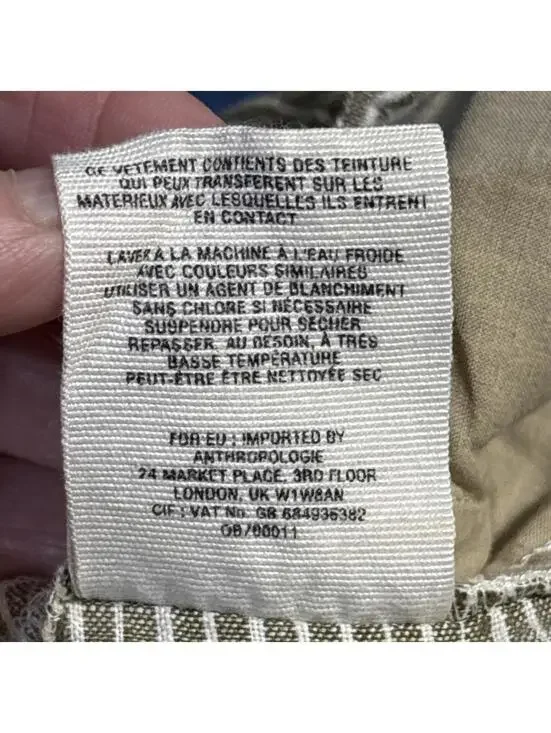 CE VETEMENT CONTIENTS DES TEINTURE
QUI PEUX TRANSFERENT SUR LES
MATERIEUX AVEC LESQUELLES ILS ENTRENT
EN CONTACT
LAVER A LA MACHINE À L'EAU FROIDE
AVEC COULEURS SIMILAIRES
UTILISER UN AGENT DE BLANCHIMENT
SANS CHLORE SI NÉCESSAIRE
SUSPENDRE POUR SÉCHER
REPASSER, AU BESOIN, À TRÈS
BASSE TEMPÉRATURE
PEUT-ÊTRE ÊTRE NETTOYÉE SEC
FOR EU : IMPORTED BY
ANTHROPOLOGIE
24 MARKET PLACE, 3RD FLOOR
LONDON, UK W1W8AN
CIF : VAT No. GB 684936382
GB/00011